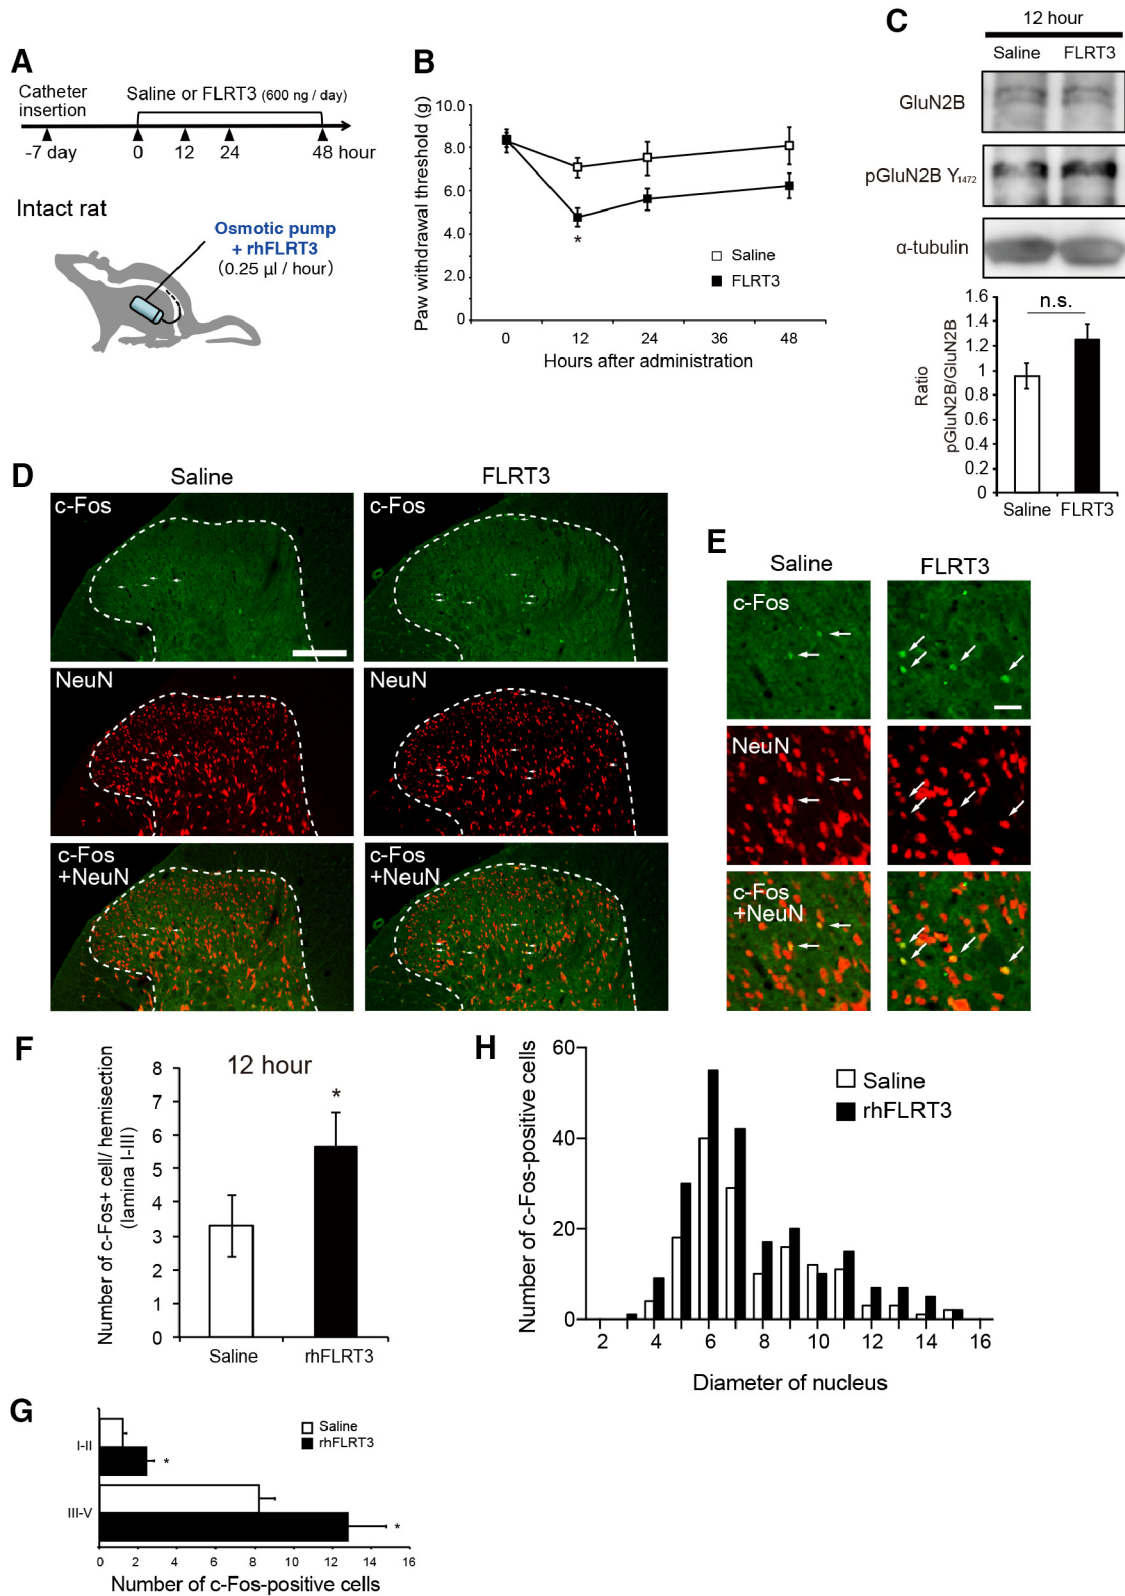 A
Catheter
insertion
Saline or FLRT3 (600 ng / day)
-7 day
0
12
24
48 hour
Intact rat
Osmotic pump
+ rhFLRT3
(0.25 μl / hour)
B
Paw withdrawal threshold (g)
10.0
8.0
6.0
4.0
2.0
0
*
Saline
FLRT3
0
12
24
36
48
Hours after administration
C
12 hour
Saline
FLRT3
GluN2B
pGluN2B Y1472
α-tubulin
Ratio
pGluN2B/GluN2B
1.6
1.4
1.2
1
0.8
0.6
0.4
0.2
0
n.s.
Saline
FLRT3
D
Saline
FLRT3
c-Fos
c-Fos
NeuN
NeuN
c-Fos
+NeuN
c-Fos
+NeuN
E
Saline
FLRT3
c-Fos
NeuN
c-Fos
+NeuN
F
12 hour
Number of c-Fos+ cell/ hemisection
(lamina I-III)
8
7
6
5
4
3
2
1
0
*
Saline
rhFLRT3
H
Number of c-Fos-positive cells
60
40
20
0
Saline
rhFLRT3
2
4
6
8
10
12
14
16
Diameter of nucleus
G
Saline
rhFLRT3
I-II
*
III-V
*
0
2
4
6
8
10
12
14
16
Number of c-Fos-positive cells